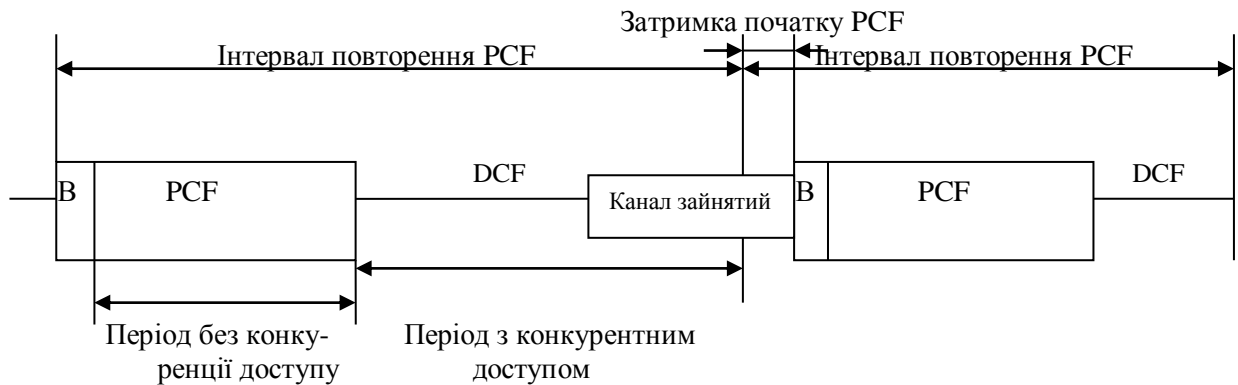 Затримка початку PCF
Інтервал повторення PCF
Інтервал повторення PCF
B
PCF
DCF
Канал зайнятий
B
PCF
DCF
Період без конку-
ренції доступу
Період з конкурентним
доступом